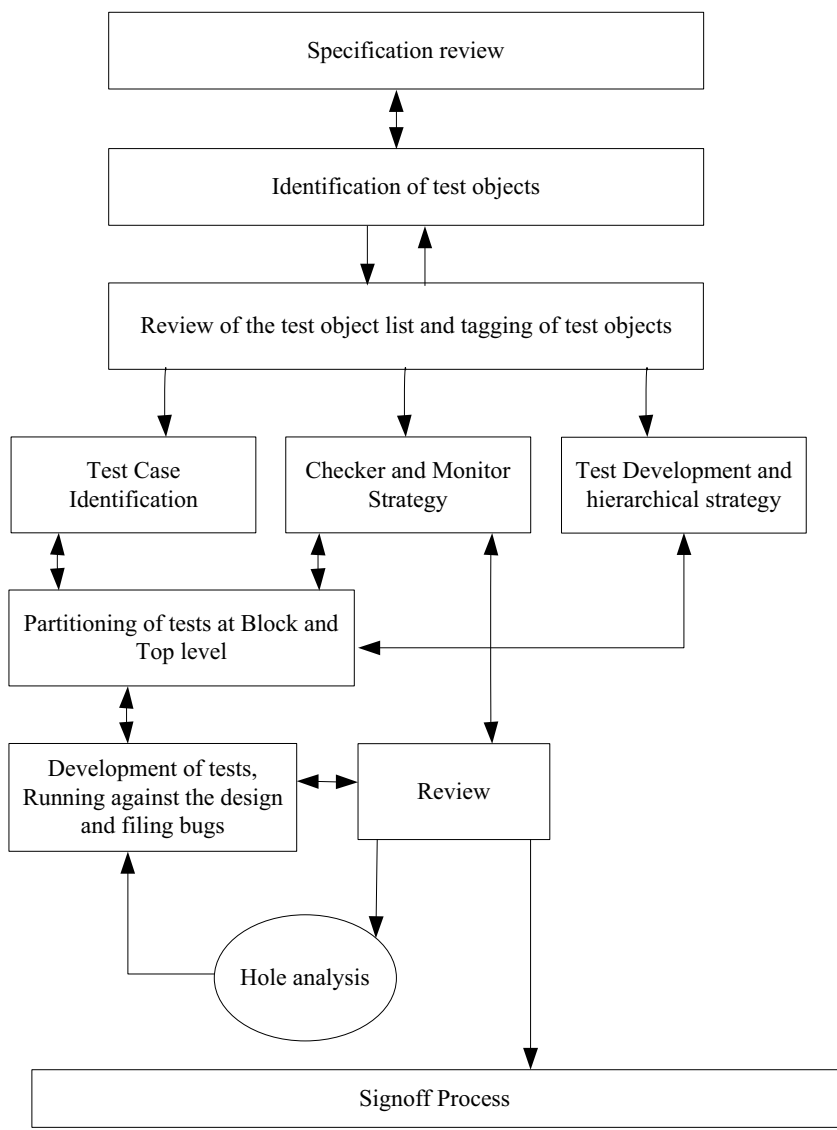 Specification review
Identification of test objects
Review of the test object list and tagging of test objects
Test Case
Identification
Checker and Monitor
Strategy
Test Development and
hierarchical strategy
Partitioning of tests at Block and
Top level
Development of tests,
Running against the design
and filing bugs
Review
Hole analysis
Signoff Process